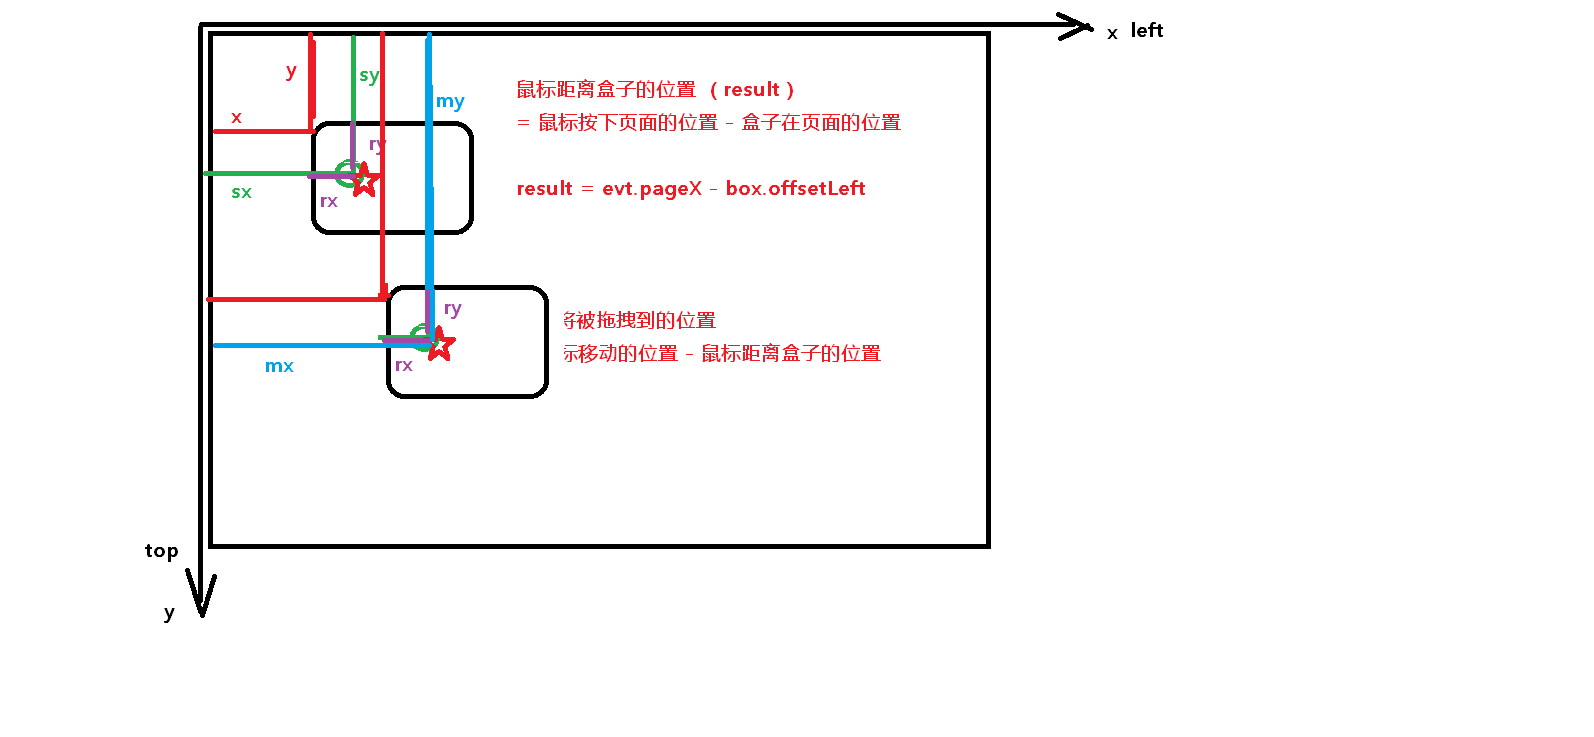 x left
y
sy
my
x
ry
sx
rx
鼠标距离盒子的位置 ( result )
= 鼠标按下页面的位置 - 盒子在页面的位置
result = evt.pageX - box.offsetLeft
ry
被拖拽到的位置
移动的位置 - 鼠标距离盒子的位置
mx
rx
top
y